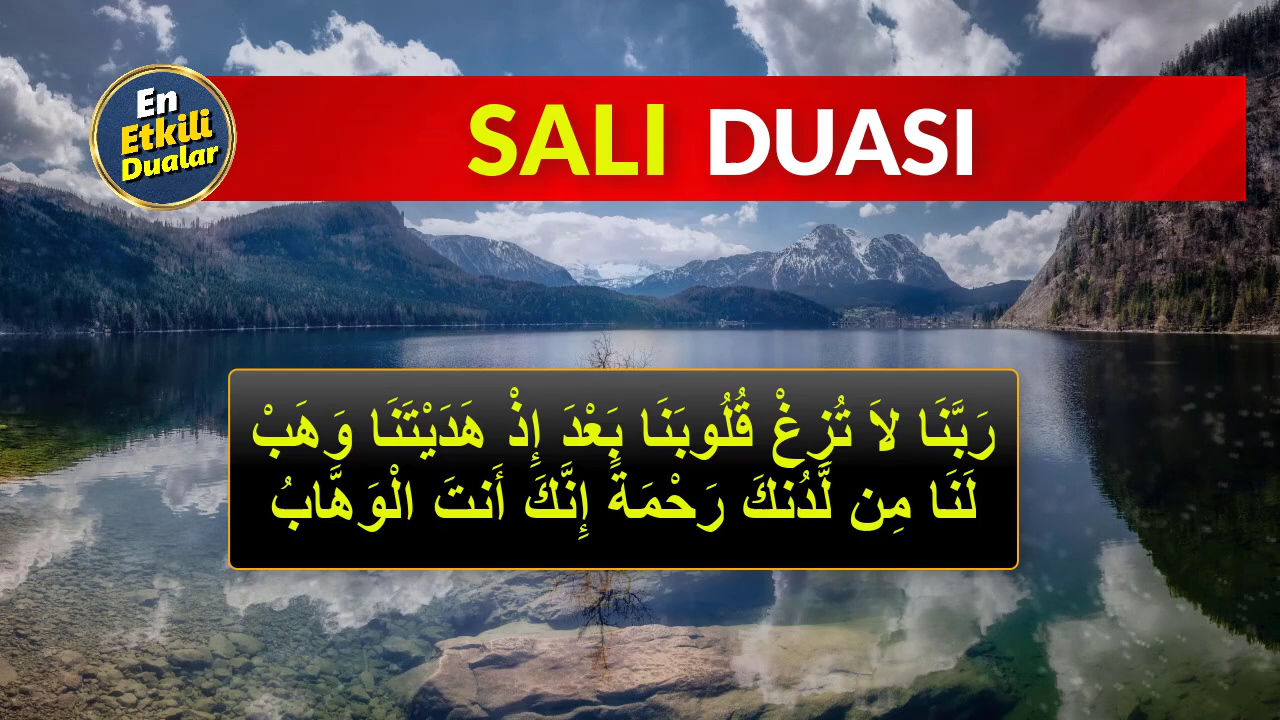 En
Etkili
Dualar
SALI DUASI
رَبَّنَا لاَ تُزِغْ قُلُوبَنَا بَعْدَ إِذْ هَدَيْتَنَا وَهَبْ
لَنَا مِن لَّدُنكَ رَحْمَةً إِنَّكَ أَنتَ الْوَهَّابُ